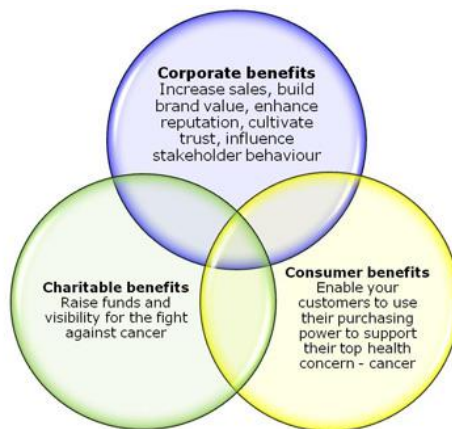 Corporate benefits
Increase sales, build
brand value, enhance
reputation, cultivate
trust, influence
stakeholder behaviour
Charitable benefits
Raise funds and
visibility for the fight
against cancer
Consumer benefits
Enable your
customers to use
their purchasing
power to support
their top health
concern - cancer